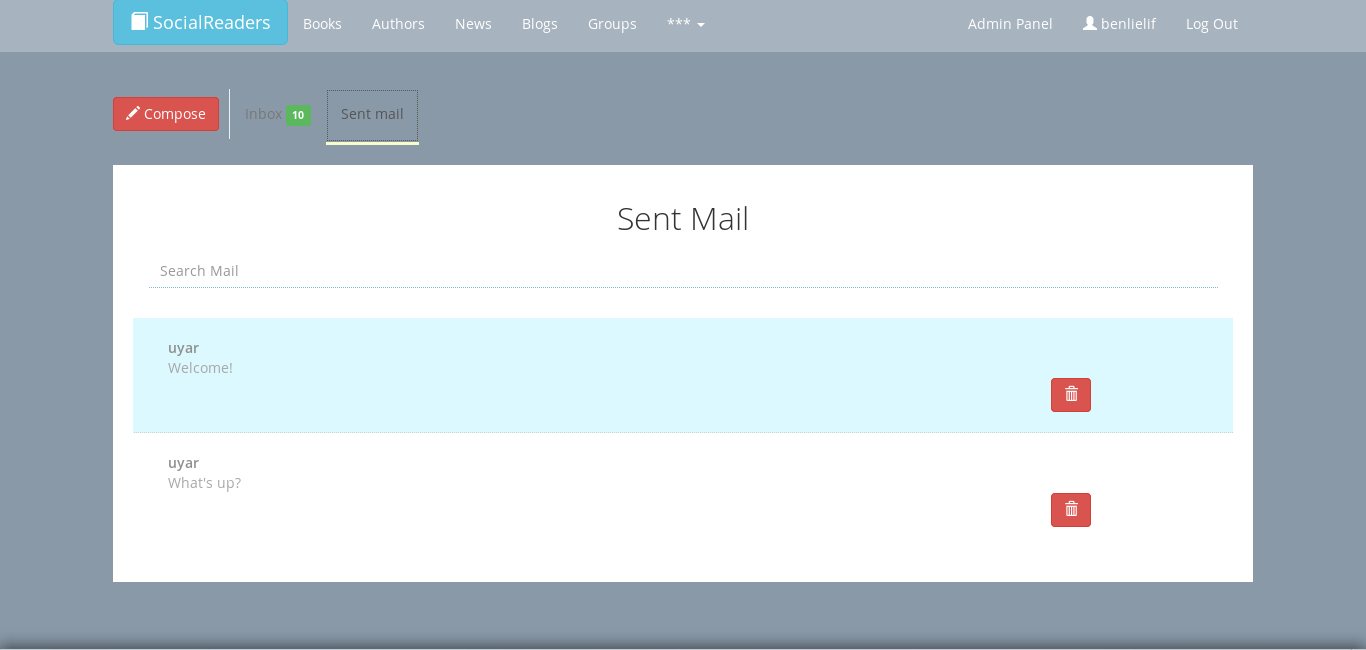 SocialReaders Books Authors News Blogs Groups *** Admin Panel benlielif Log Out
Compose Inbox 10 Sent mail
Sent Mail
Search Mail
uyar
Welcome!
uyar
What's up?